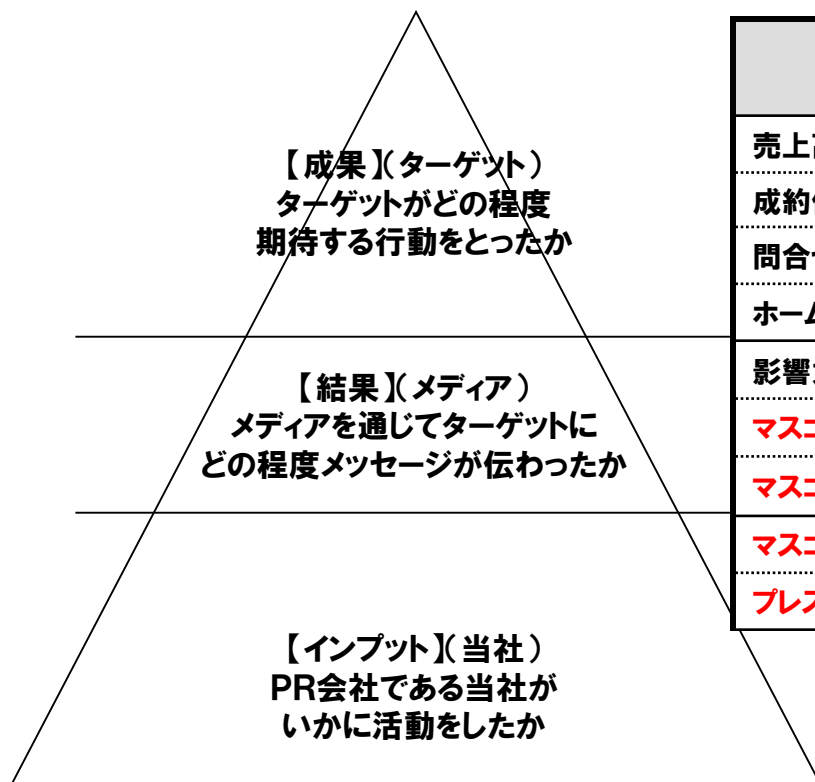 【成果】(ターゲット)
ターゲットがどの程度
期待する行動をとったか
【結果】(メディア)
メディアを通じてターゲットに
どの程度メッセージが伝わったか
【インプット】(当社)
PR会社である当社が
いかに活動をしたか
売上
成約
問合
ホーム
影響
マスコ
マスコ
マスコ
プレス